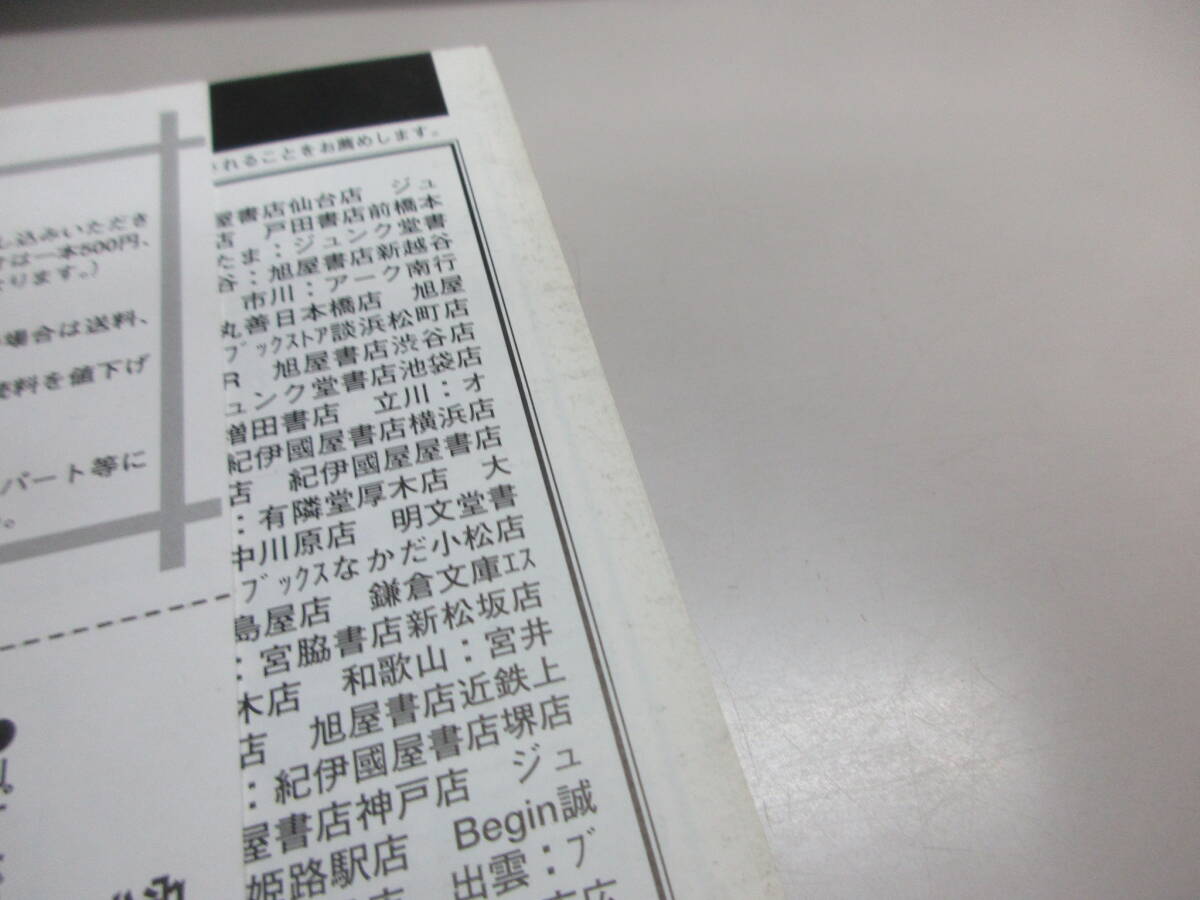 し込みいただき
は一本500円、
なります。）
場合は送料、
料を値下げ
パート等に
。
されることをお薦めします。
屋書店仙台店　ジュ
店　戸田書店前橋本
たま：ジュンク堂書
谷：旭屋書店新越谷
市川：アーク南行
丸善日本橋店　旭屋
ブックストア談浜松町店
R　旭屋書店渋谷店
ュンク堂書店池袋店
増田書店　立川：オ
紀伊國屋書店横浜店
店　紀伊國屋屋書店
：有隣堂厚木店　大
中川原店　明文堂書
ブックスなかだ小松店
島屋店　鎌倉文庫エス
：宮脇書店新松坂店
木店　和歌山：宮井
店　旭屋書店近鉄上
：紀伊國屋書店堺店
屋書店神戸店　ジュ
姫路駅店　Begin誠
出雲：ブ
広